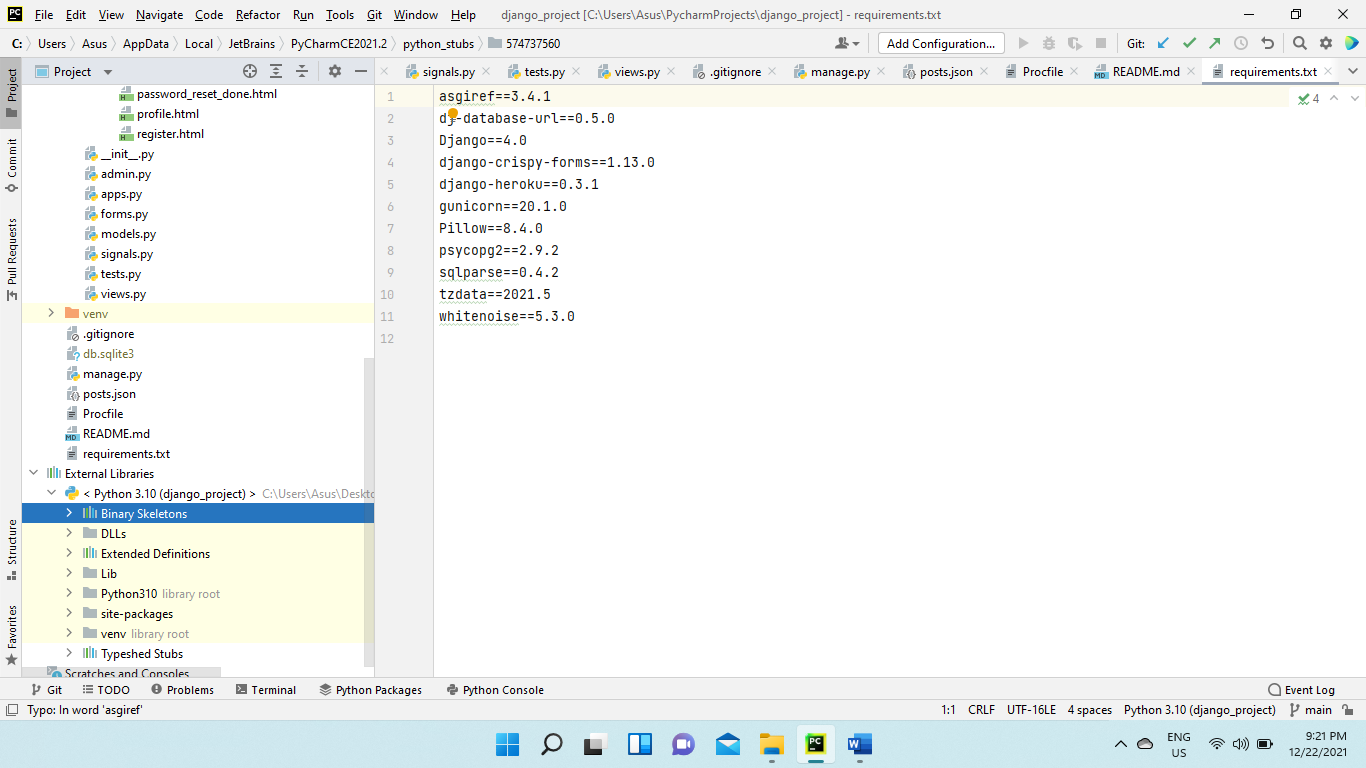 PC File Edit View Navigate Code Refactor Run Tools Git Window Help django_project [C:\Users\Asus\PycharmProjects\django_project] - requirements.txt
C: Users Asus AppData Local JetBrains PyCharmCE2021.2 python_stubs 574737560 Add Configuration... Git:
Project signals.py tests.py views.py .gitignore manage.py posts.json Procfile README.md requirements.txt
Project
Commit
Pull Requests
Structure
Favorites
password_reset_done.html
profile.html
register.html
__init__.py
admin.py
apps.py
forms.py
models.py
signals.py
tests.py
views.py
venv
.gitignore
db.sqlite3
manage.py
posts.json
Procfile
README.md
requirements.txt
External Libraries
< Python 3.10 (django_project) > C:\Users\Asus\Deskto
Binary Skeletons
DLLs
Extended Definitions
Lib
Python310 library root
site-packages
venv library root
Typeshed Stubs
Scratches and Consoles
1 asgiref==3.4.1 4
2 dj-database-url==0.5.0
3 Django==4.0
4 django-crispy-forms==1.13.0
5 django-heroku==0.3.1
6 gunicorn==20.1.0
7 Pillow==8.4.0
8 psycopg2==2.9.2
9 sqlparse==0.4.2
10 tzdata==2021.5
11 whitenoise==5.3.0
12
Git TODO Problems Terminal Python Packages Python Console Event Log
Typo: In word 'asgiref' 1:1 CRLF UTF-16LE 4 spaces Python 3.10 (django_project) main
ENG
US
9:21 PM
12/22/2021